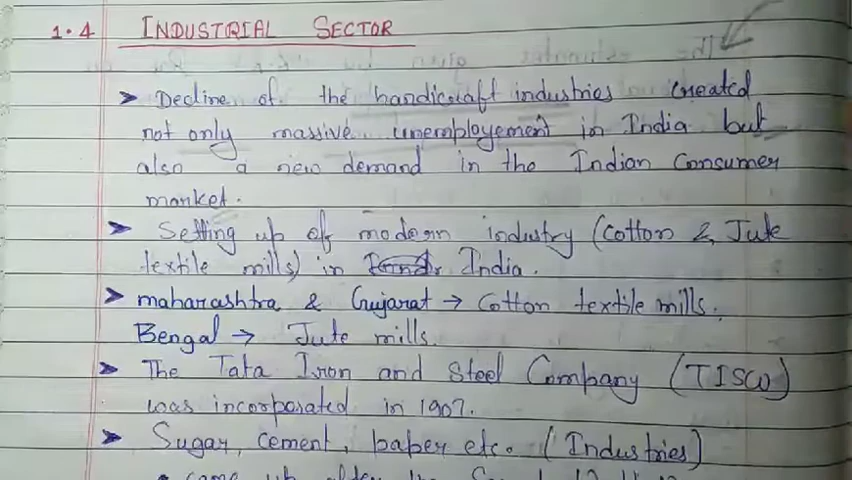 1.4 INDUSTRIAL SECTOR
➤ Decline of the handicraft industries created
not only massive unemployement in India but
also a new demand in the Indian Consumer
market.
➤ Setting up of modern industry (Cotton & Jute
textile mills) in India.
➤ maharashtra & Gujarat → Cotton textile mills.
Bengal → Jute mills.
➤ The Tata Iron and Steel Company (TISCO)
was incorporated in 1907.
➤ Sugar, cement, paper etc. (Industries)